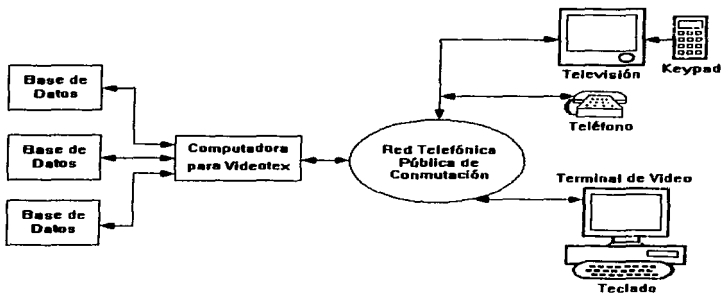 Base de
Datos
Base de
Datos
Base de
Datos
Computadora
para Videotex
Red Telefónica
Pública de
Conmutación
Televisión
Keypad
Teléfono
Terminal de Video
Teclado